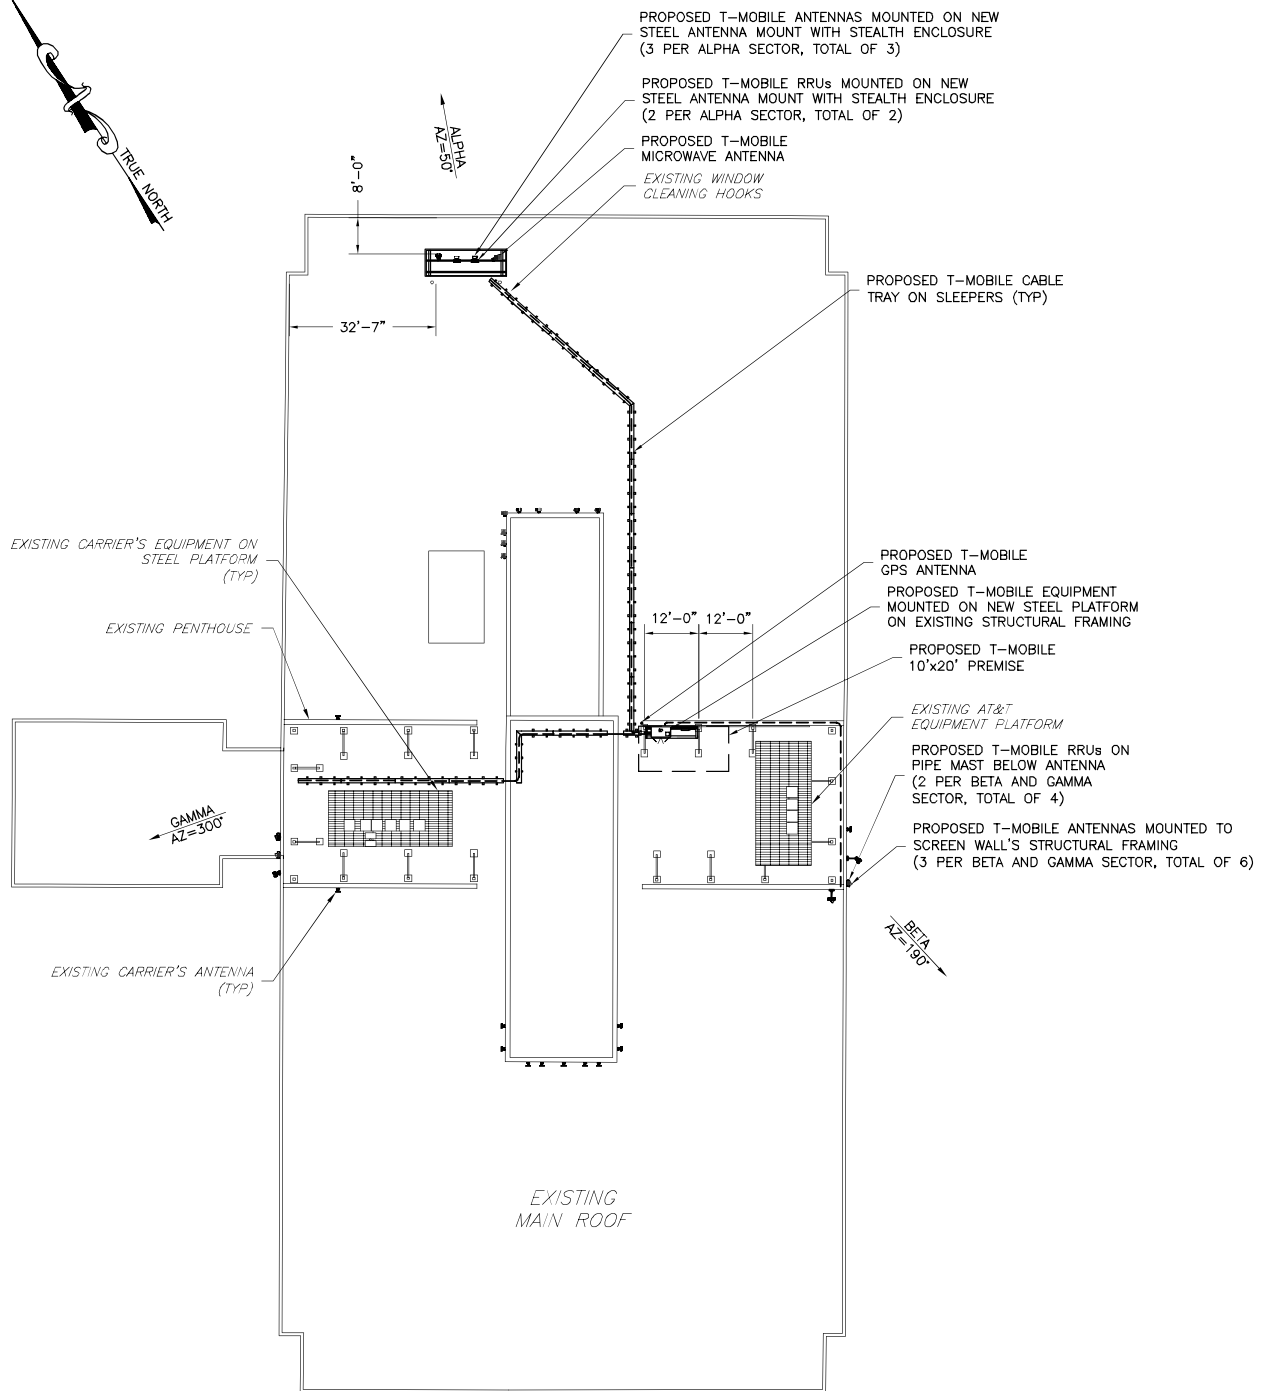 PROPOSED T-MOBILE ANTENNAS MOUNTED ON NEW
STEEL ANTENNA MOUNT WITH STEALTH ENCLOSURE
(3 PER ALPHA SECTOR, TOTAL OF 3)
PROPOSED T-MOBILE RRUs MOUNTED ON NEW
STEEL ANTENNA MOUNT WITH STEALTH ENCLOSURE
(2 PER ALPHA SECTOR, TOTAL OF 2)
PROPOSED T-MOBILE
MICROWAVE ANTENNA
EXISTING WINDOW
CLEANING HOOKS
TRUE NORTH
ALPHA
AZ=50°
8'-0"
32'-7"
PROPOSED T-MOBILE CABLE
TRAY ON SLEEPERS (TYP)
EXISTING CARRIER'S EQUIPMENT ON
STEEL PLATFORM
(TYP)
EXISTING PENTHOUSE
PROPOSED T-MOBILE
GPS ANTENNA
PROPOSED T-MOBILE EQUIPMENT
MOUNTED ON NEW STEEL PLATFORM
ON EXISTING STRUCTURAL FRAMING
12'-0"
12'-0"
PROPOSED T-MOBILE
10'x20' PREMISE
EXISTING AT&T
EQUIPMENT PLATFORM
PROPOSED T-MOBILE RRUs ON
PIPE MAST BELOW ANTENNA
(2 PER BETA AND GAMMA
SECTOR, TOTAL OF 4)
PROPOSED T-MOBILE ANTENNAS MOUNTED TO
SCREEN WALL'S STRUCTURAL FRAMING
(3 PER BETA AND GAMMA SECTOR, TOTAL OF 6)
GAMMA
AZ=300°
BETA
AZ=190°
EXISTING CARRIER'S ANTENNA
(TYP)
EXISTING
MAIN ROOF